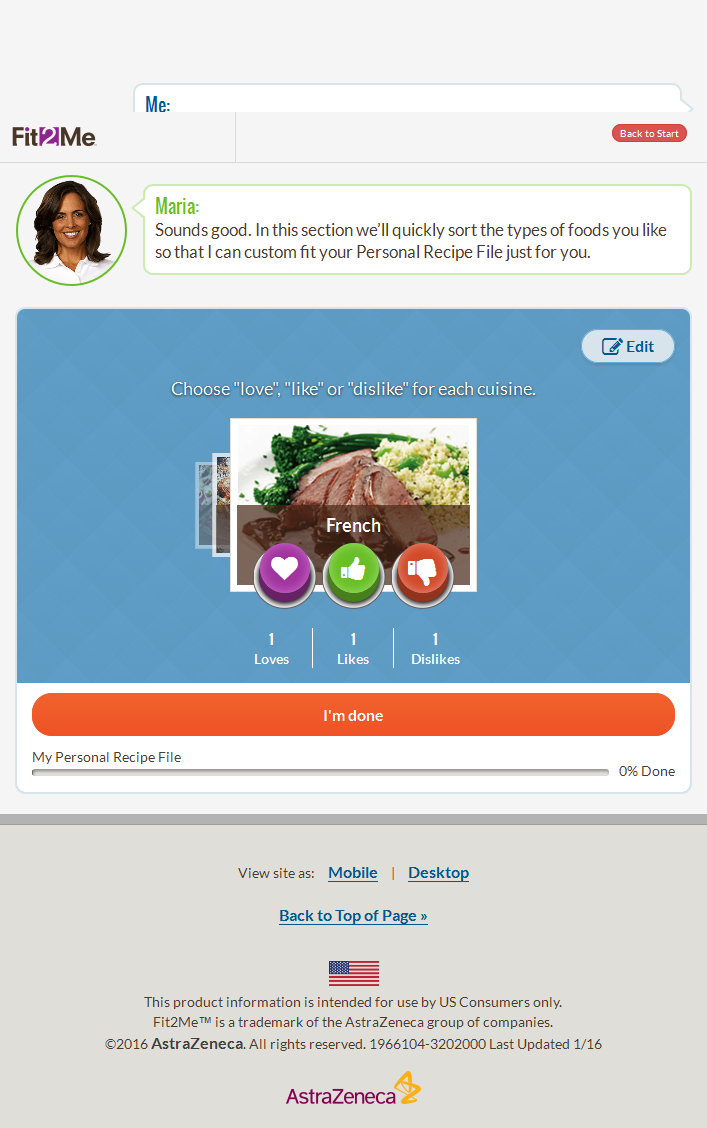 Me:
Fit2Me
Back to Start
Maria:
Sounds good. In this section we'll quickly sort the types of foods you like
so that I can custom fit your Personal Recipe File just for you.
Edit
Choose "love", "like" or "dislike" for each cuisine.
French
1 1 1
Loves Likes Dislikes
I'm done
My Personal Recipe File
0% Done
View site as: Mobile | Desktop
Back to Top of Page »
This product information is intended for use by US Consumers only.
Fit2Me™ is a trademark of the AstraZeneca group of companies.
©2016 AstraZeneca. All rights reserved. 1966104-3202000 Last Updated 1/16
AstraZeneca